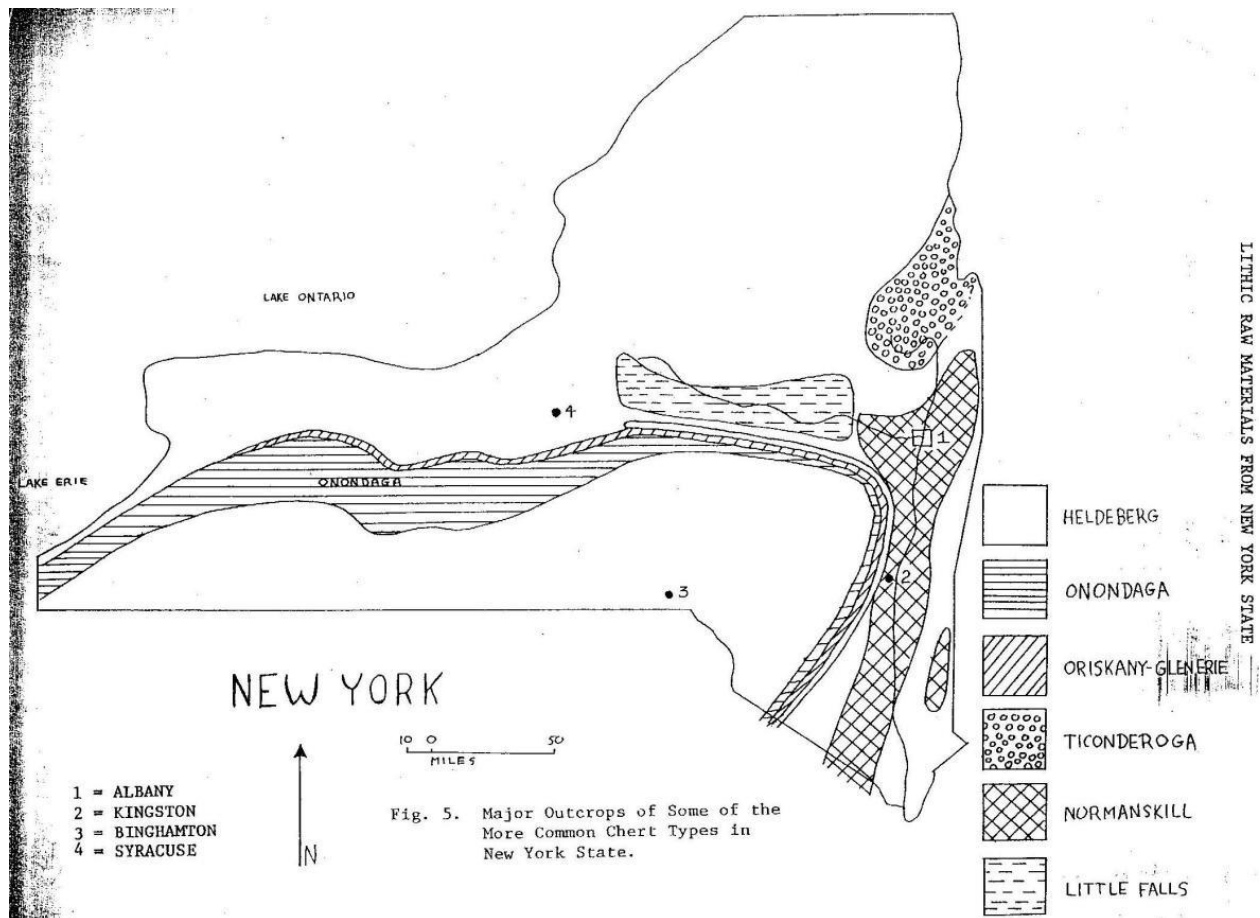 LAKE ONTARIO
4
1
LAKE ERIE
ONONDAGA
2
3
NEW YORK
10 0 50
MILES
1 = ALBANY
2 = KINGSTON
3 = BINGHAMTON
4 = SYRACUSE
N
Fig. 5. Major Outcrops of Some of the
More Common Chert Types in
New York State.
HELDEBERG
ONONDAGA
ORISKANY-GLENERIE
TICONDEROGA
NORMANSKILL
LITTLE FALLS
LITHIC RAW MATERIALS FROM NEW YORK STATE